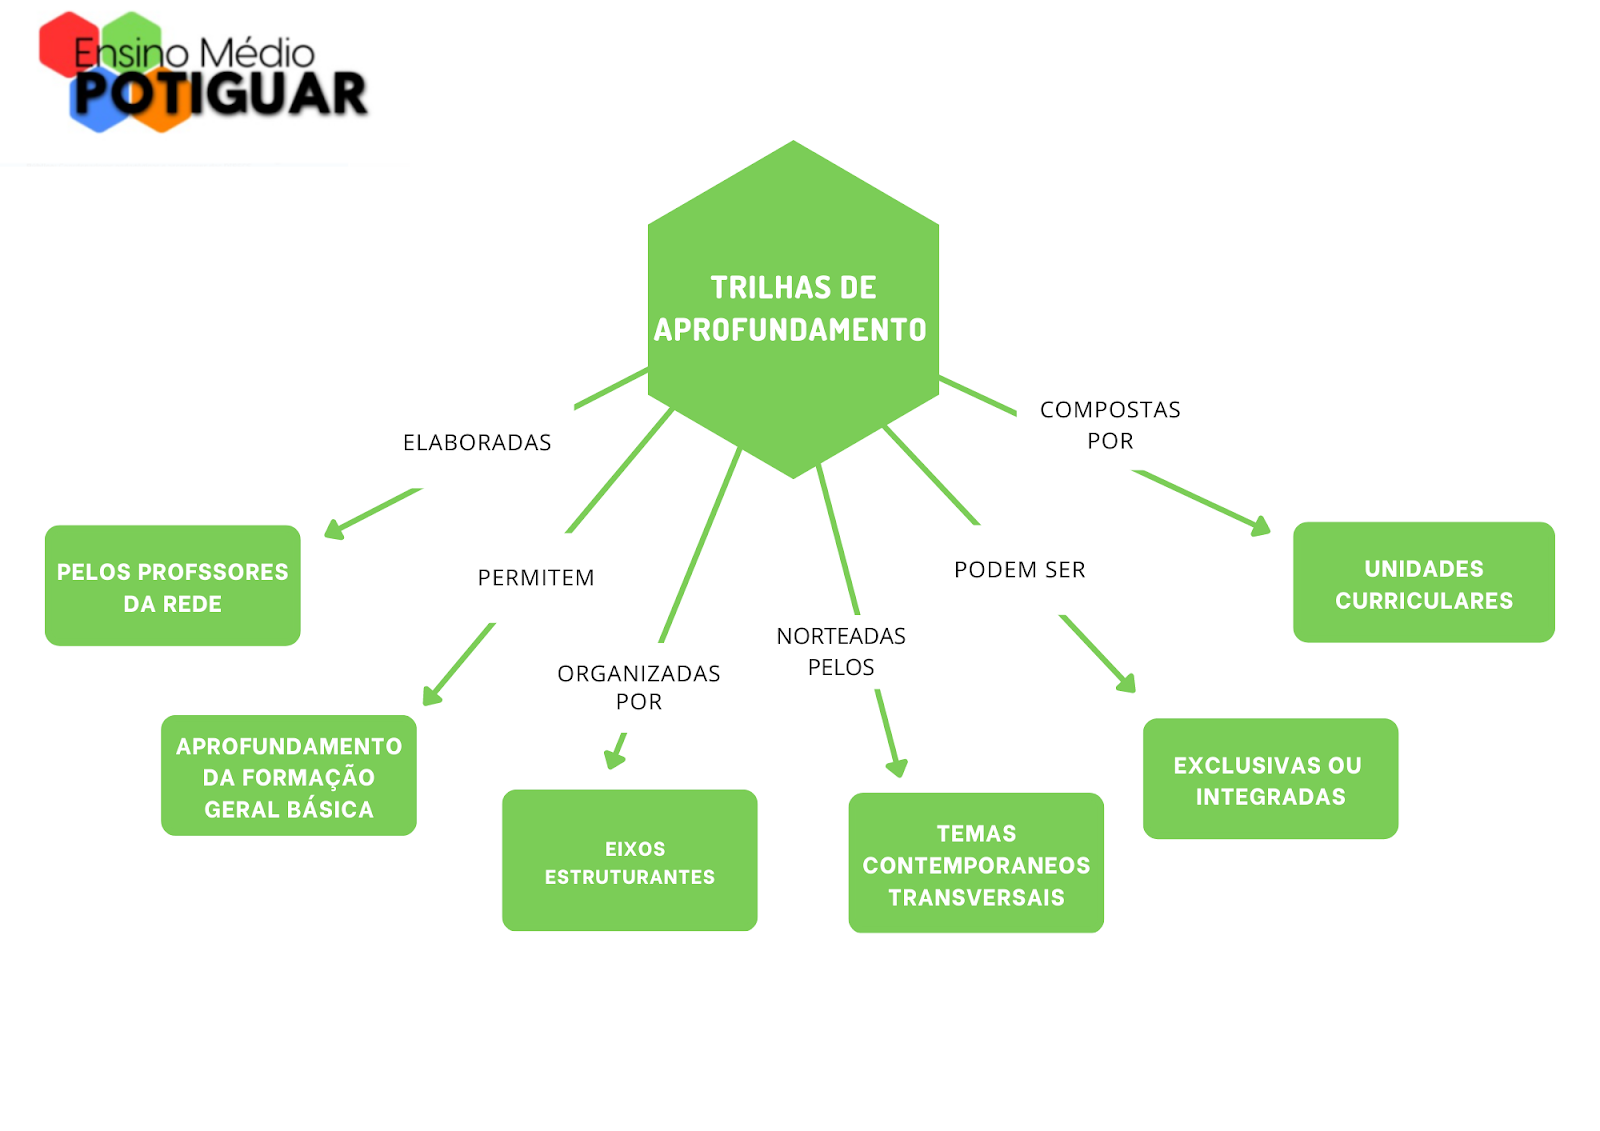 Ensino Médio
POTIGUAR
TRILHAS DE
APROFUNDAMENTO
ELABORADAS
PELOS PROFSSORES
DA REDE
PERMITEM
APROFUNDAMENTO
DA FORMAÇÃO
GERAL BÁSICA
ORGANIZADAS
POR
EIXOS
ESTRUTURANTES
NORTEADAS
PELOS
TEMAS
CONTEMPORANEOS
TRANSVERSAIS
PODEM SER
EXCLUSIVAS OU
INTEGRADAS
COMPOSTAS
POR
UNIDADES
CURRICULARES